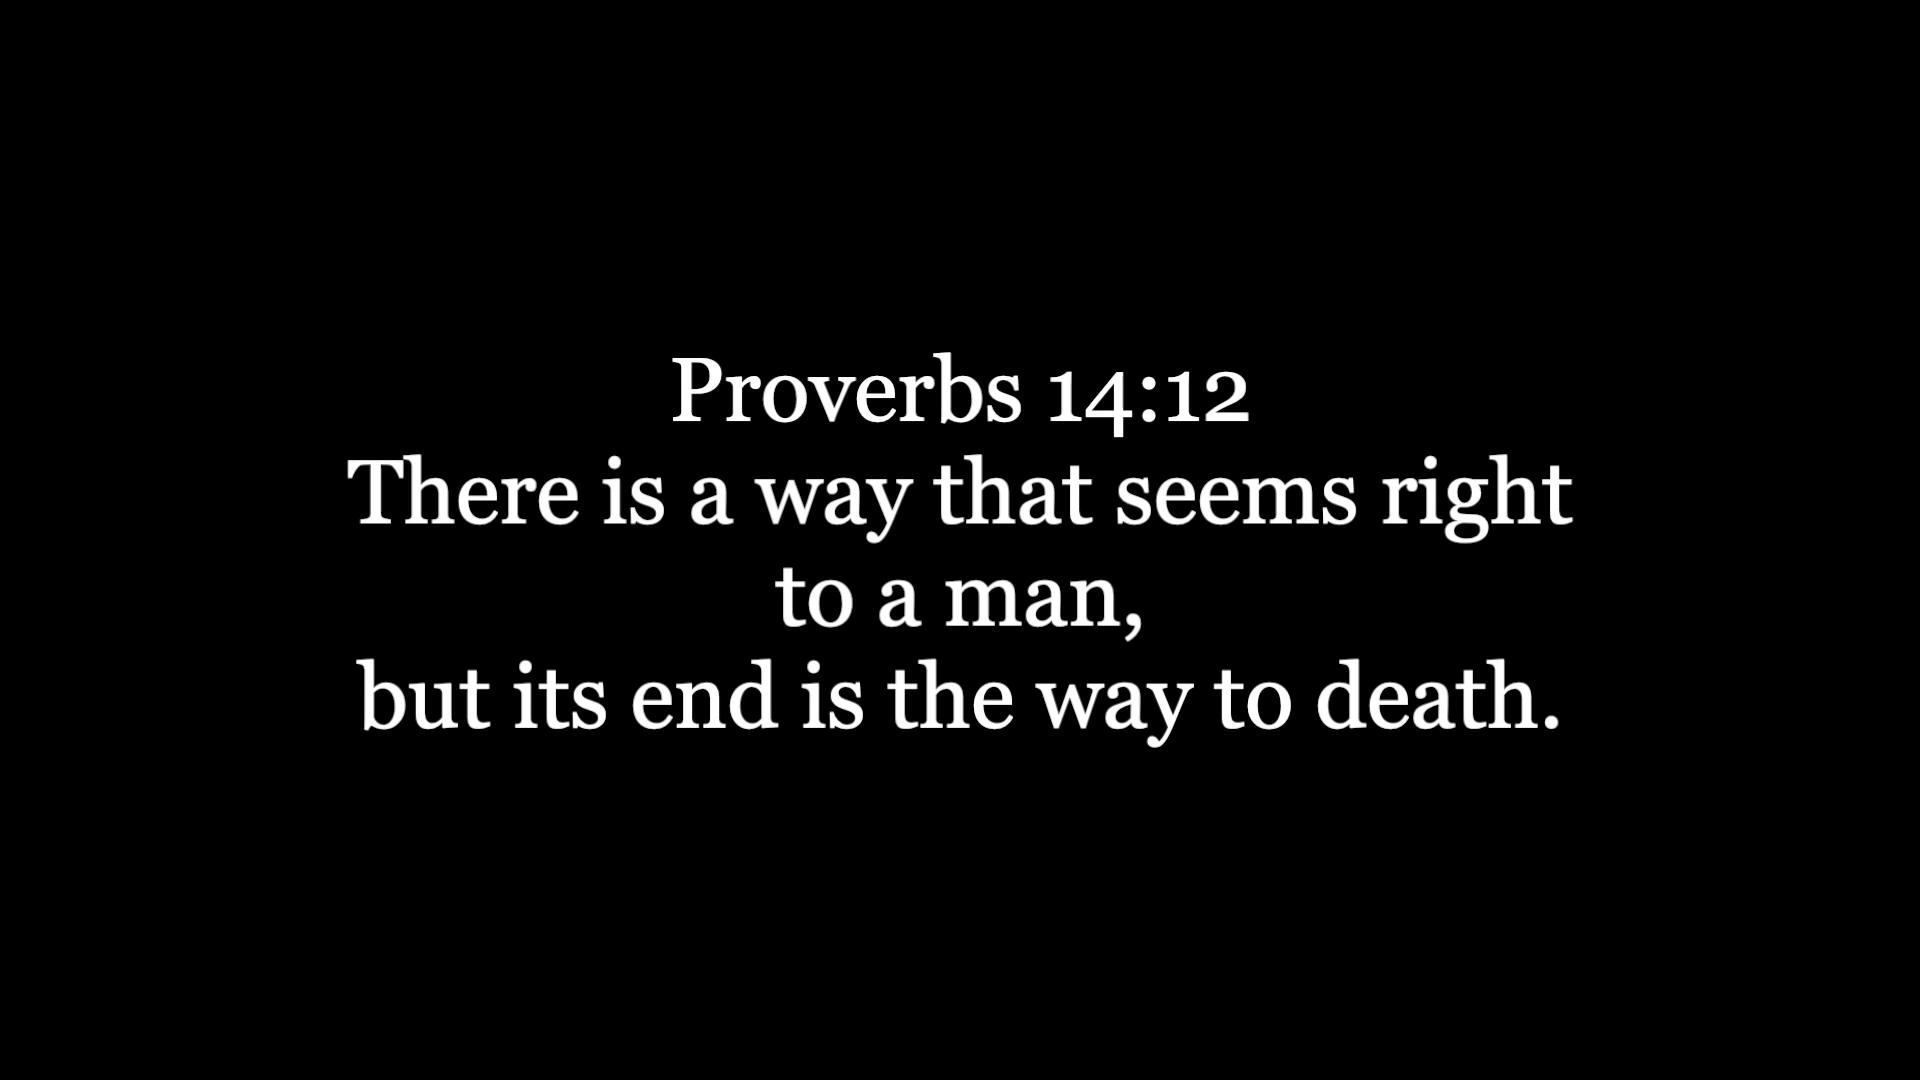 Proverbs 14:12
There is a way that seems right
to a man,
but its end is the way to death.